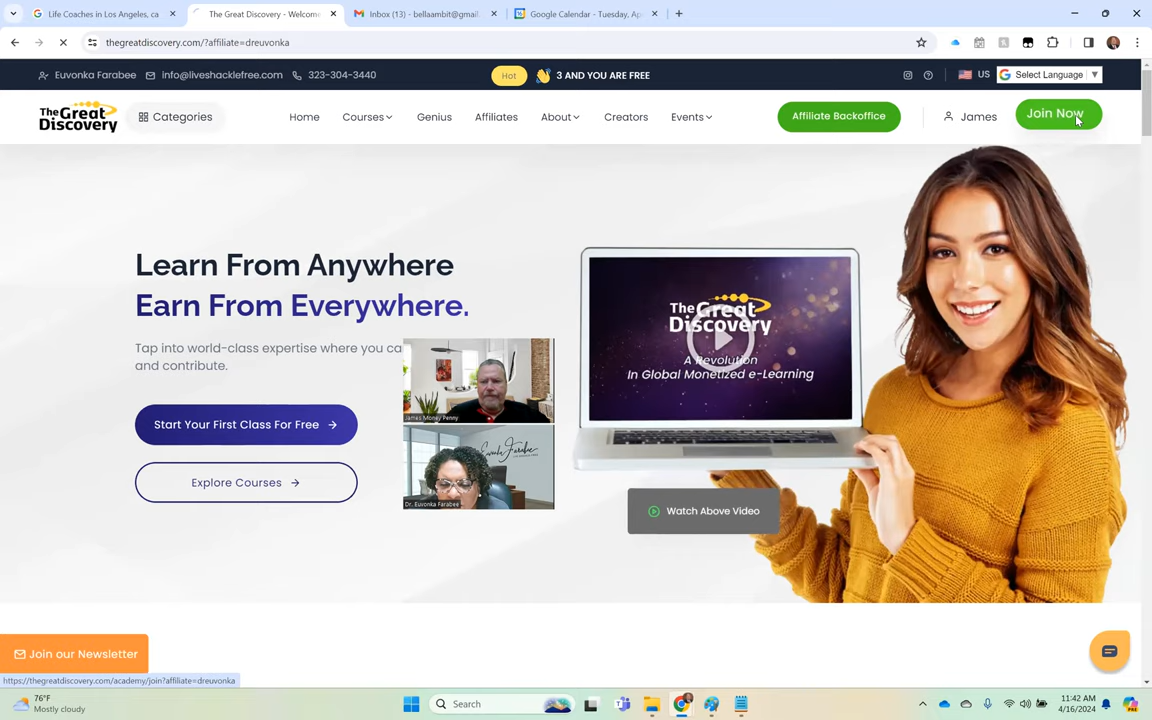 Life Coaches in Los Angeles, ca
The Great Discovery - Welcome
Inbox (13) - bellaambit@gmail.
Google Calendar - Tuesday, Ap
thegreatdiscovery.com/?affiliate=dreuvonka
Euvonka Farabee info@liveshacklefree.com 323-304-3440
Hot 3 AND YOU ARE FREE
US Select Language ▼
The Great Discovery
Categories
Home Courses Genius Affiliates About Creators Events
Affiliate Backoffice
James
Join Now
Learn From Anywhere
Earn From Everywhere.
Tap into world-class expertise where you ca
and contribute.
Start Your First Class For Free →
Explore Courses →
James Money Penny
Euvonka Farabee
Dr. Euvonka Farabee
The Great Discovery
A Revolution
In Global Monetized e-Learning
Watch Above Video
Join our Newsletter
https://thegreatdiscovery.com/academy/join?affiliate=dreuvonka
76°F
Mostly cloudy
Search
11:42 AM
4/16/2024